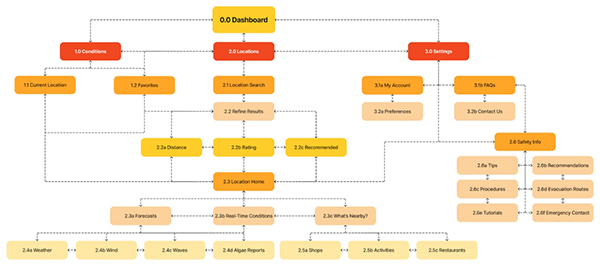 0.0 Dashboard
1.0 Conditions
2.0 Locations
3.0 Settings
1.1 Current Location
1.2 Favorites
2.1 Location Search
3.1a My Account
3.1b FAQs
2.2 Refine Results
3.2a Preferences
3.2b Contact Us
2.3a Distance
2.2b Rating
2.2c Recommended
2.6 Safety Info
2.6a Tips
2.6b Recommendations
2.3 Location Home
2.6c Procedures
2.6d Evacuation Routes
2.3a Forecasts
2.3b Real-Time Conditions
2.3c What's Nearby?
2.6e Tutorials
2.6f Emergency Contact
2.4a Weather
2.4b Wind
2.4c Waves
2.4d Algae Reports
2.5a Shops
2.5b Activities
2.5c Restaurants